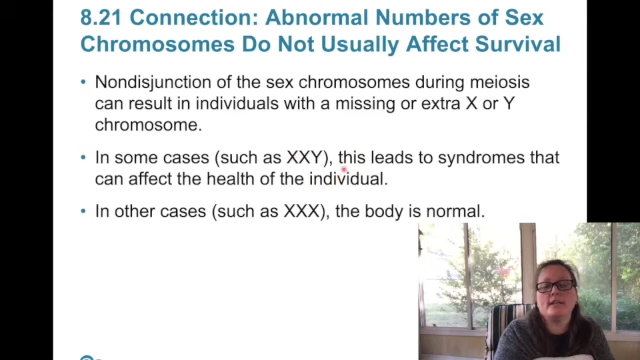 8.21 Connection: Abnormal Numbers of Sex
Chromosomes Do Not Usually Affect Survival
• Nondisjunction of the sex chromosomes during meiosis
can result in individuals with a missing or extra X or Y
chromosome.
• In some cases (such as XXY), this leads to syndromes that
can affect the health of the individual.
• In other cases (such as XXX), the body is normal.